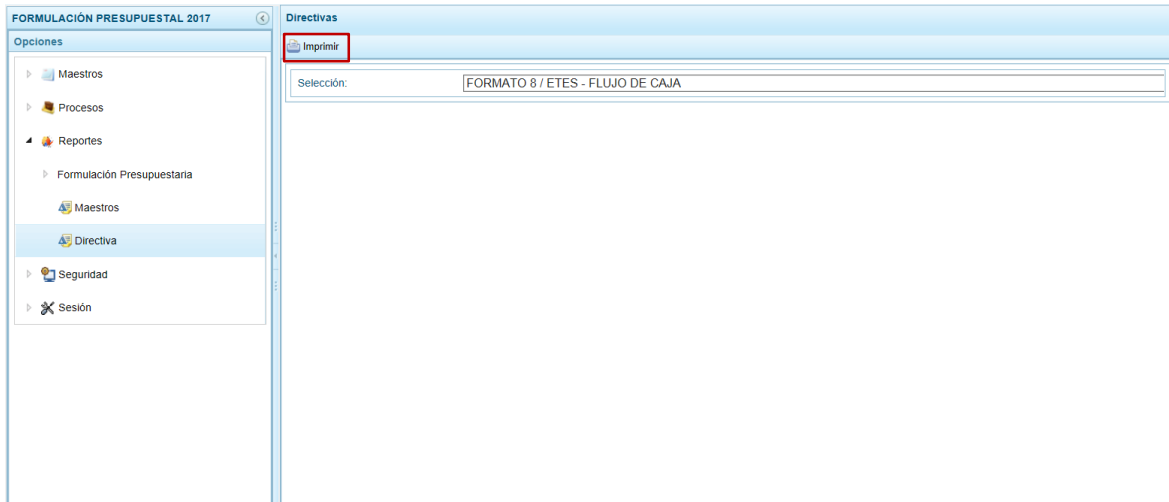 FORMULACIÓN PRESUPUESTAL 2017
Opciones
Maestros
Procesos
Reportes
Formulación Presupuestaria
Maestros
Directiva
Seguridad
Sesión
Directivas
Imprimir
Selección: FORMATO 8 / ETES - FLUJO DE CAJA